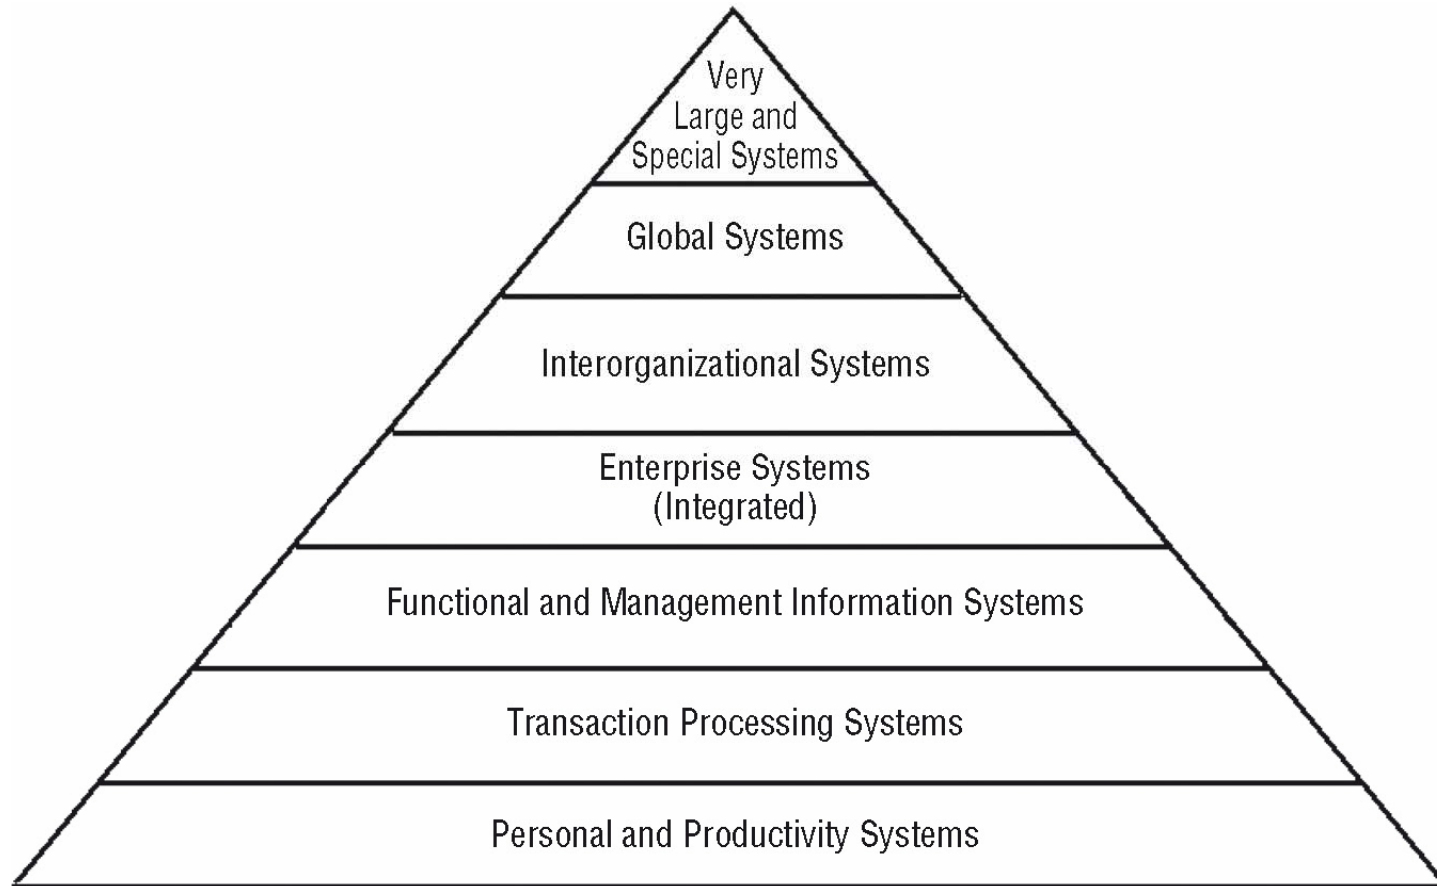 Very
Large and
Special Systems
Global Systems
Interorganizational Systems
Enterprise Systems
(Integrated)
Functional and Management Information Systems
Transaction Processing Systems
Personal and Productivity Systems